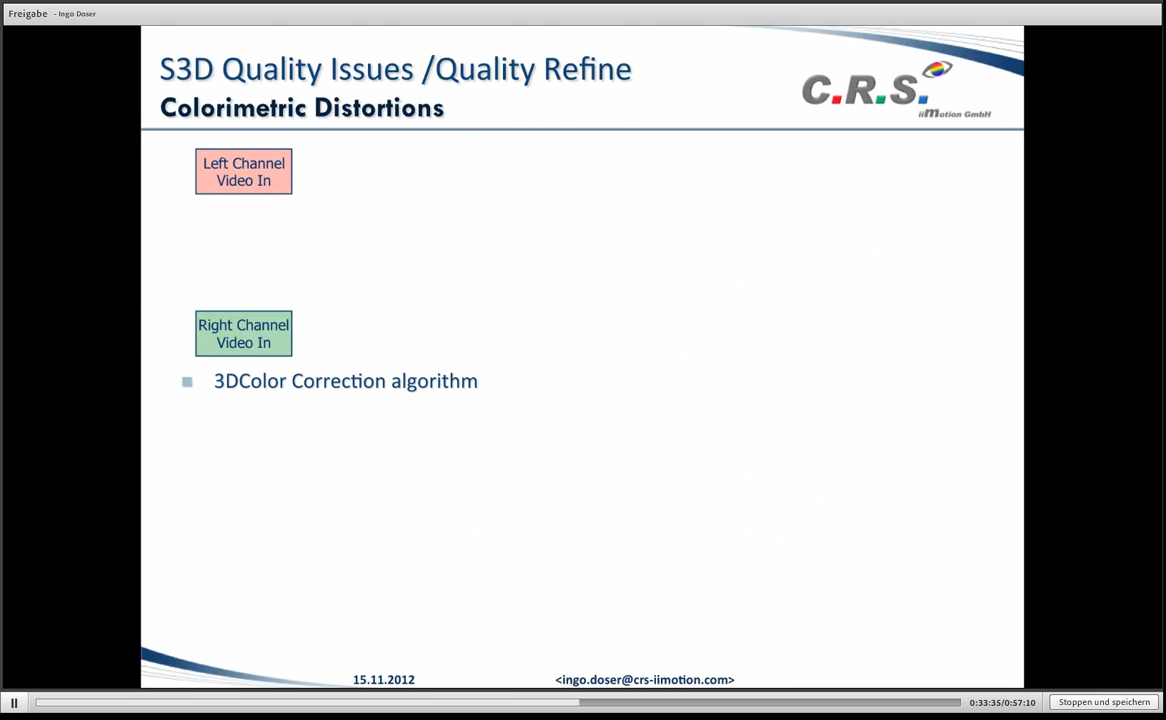 Freigabe - Ingo Doser
S3D Quality Issues /Quality Refine
Colorimetric Distortions
C.R.S.
iiMotion GmbH
Left Channel
Video In
Right Channel
Video In
3DColor Correction algorithm
15.11.2012 <ingo.doser@crs-iimotion.com>
0:33:35/0:57:10 Stoppen und speichern